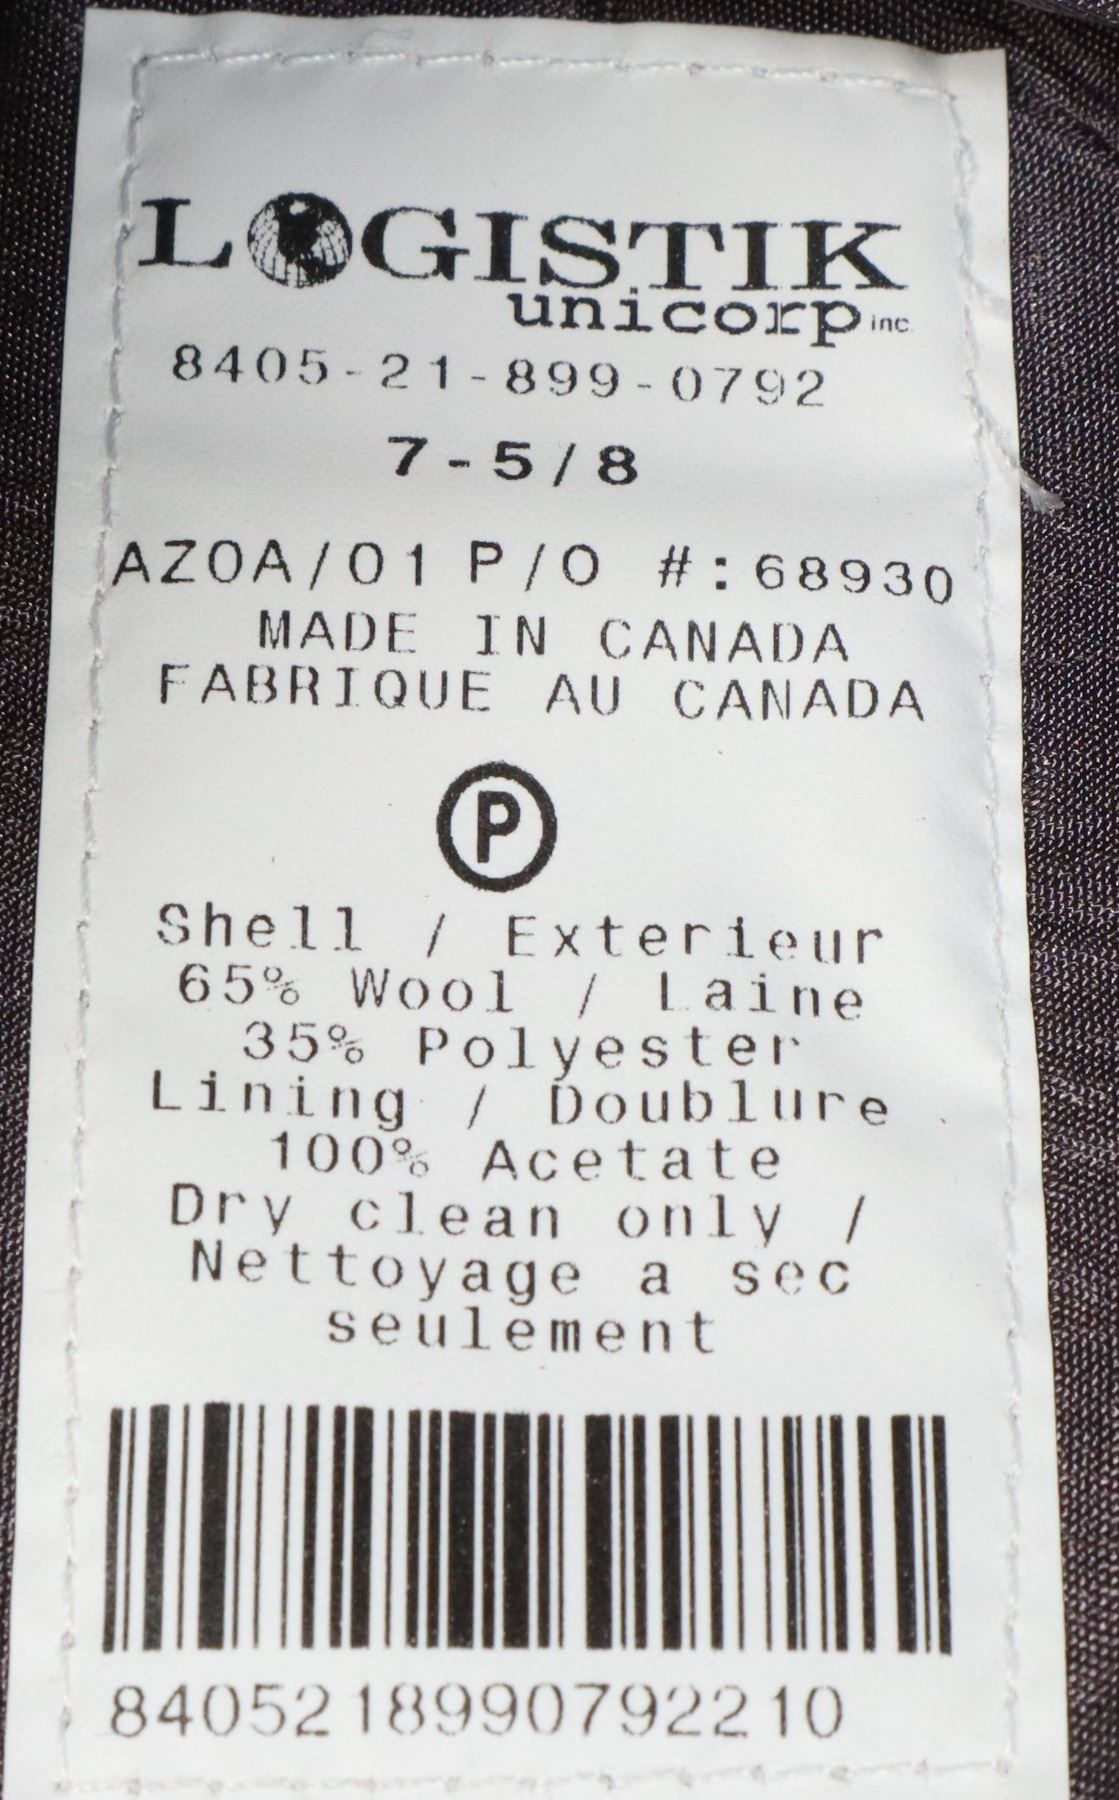 LOGISTIK
unicorp inc.
8405-21-899-0792
7-5/8
AZOA/01 P/O #:68930
MADE IN CANADA
FABRIQUE AU CANADA
P
Shell / Exterieur
65% Wool / Laine
35% Polyester
Lining / Doublure
100% Acetate
Dry clean only /
Nettoyage a sec
seulement
8405218990792210